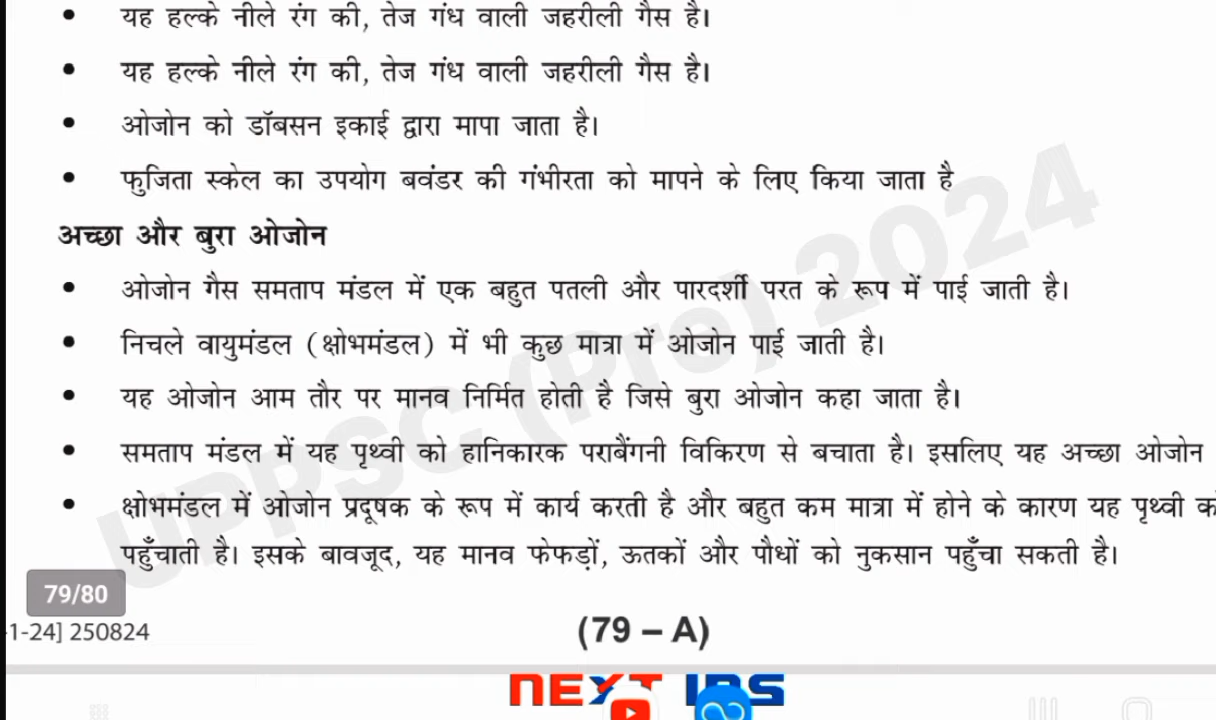 • यह हल्के नीले रंग की, तेज गंध वाली जहरीली गैस है।
• यह हल्के नीले रंग की, तेज गंध वाली जहरीली गैस है।
• ओजोन को डॉबसन इकाई द्वारा मापा जाता है।
• फुजिता स्केल का उपयोग बवंडर की गंभीरता को मापने के लिए किया जाता है
अच्छा और बुरा ओजोन
• ओजोन गैस समताप मंडल में एक बहुत पतली और पारदर्शी परत के रूप में पाई जाती है।
• निचले वायुमंडल (क्षोभमंडल) में भी कुछ मात्रा में ओजोन पाई जाती है।
• यह ओजोन आम तौर पर मानव निर्मित होती है जिसे बुरा ओजोन कहा जाता है।
• समताप मंडल में यह पृथ्वी को हानिकारक पराबैंगनी विकिरण से बचाता है। इसलिए यह अच्छा ओजोन
• क्षोभमंडल में ओजोन प्रदूषक के रूप में कार्य करती है और बहुत कम मात्रा में होने के कारण यह पृथ्वी
पहुँचाती है। इसके बावजूद, यह मानव फेफड़ों, ऊतकों और पौधों को नुकसान पहुँचा सकती है।
UPPSC (Pre) 2024
79/80
1-24] 250824
(79 – A)
NEXT IAS